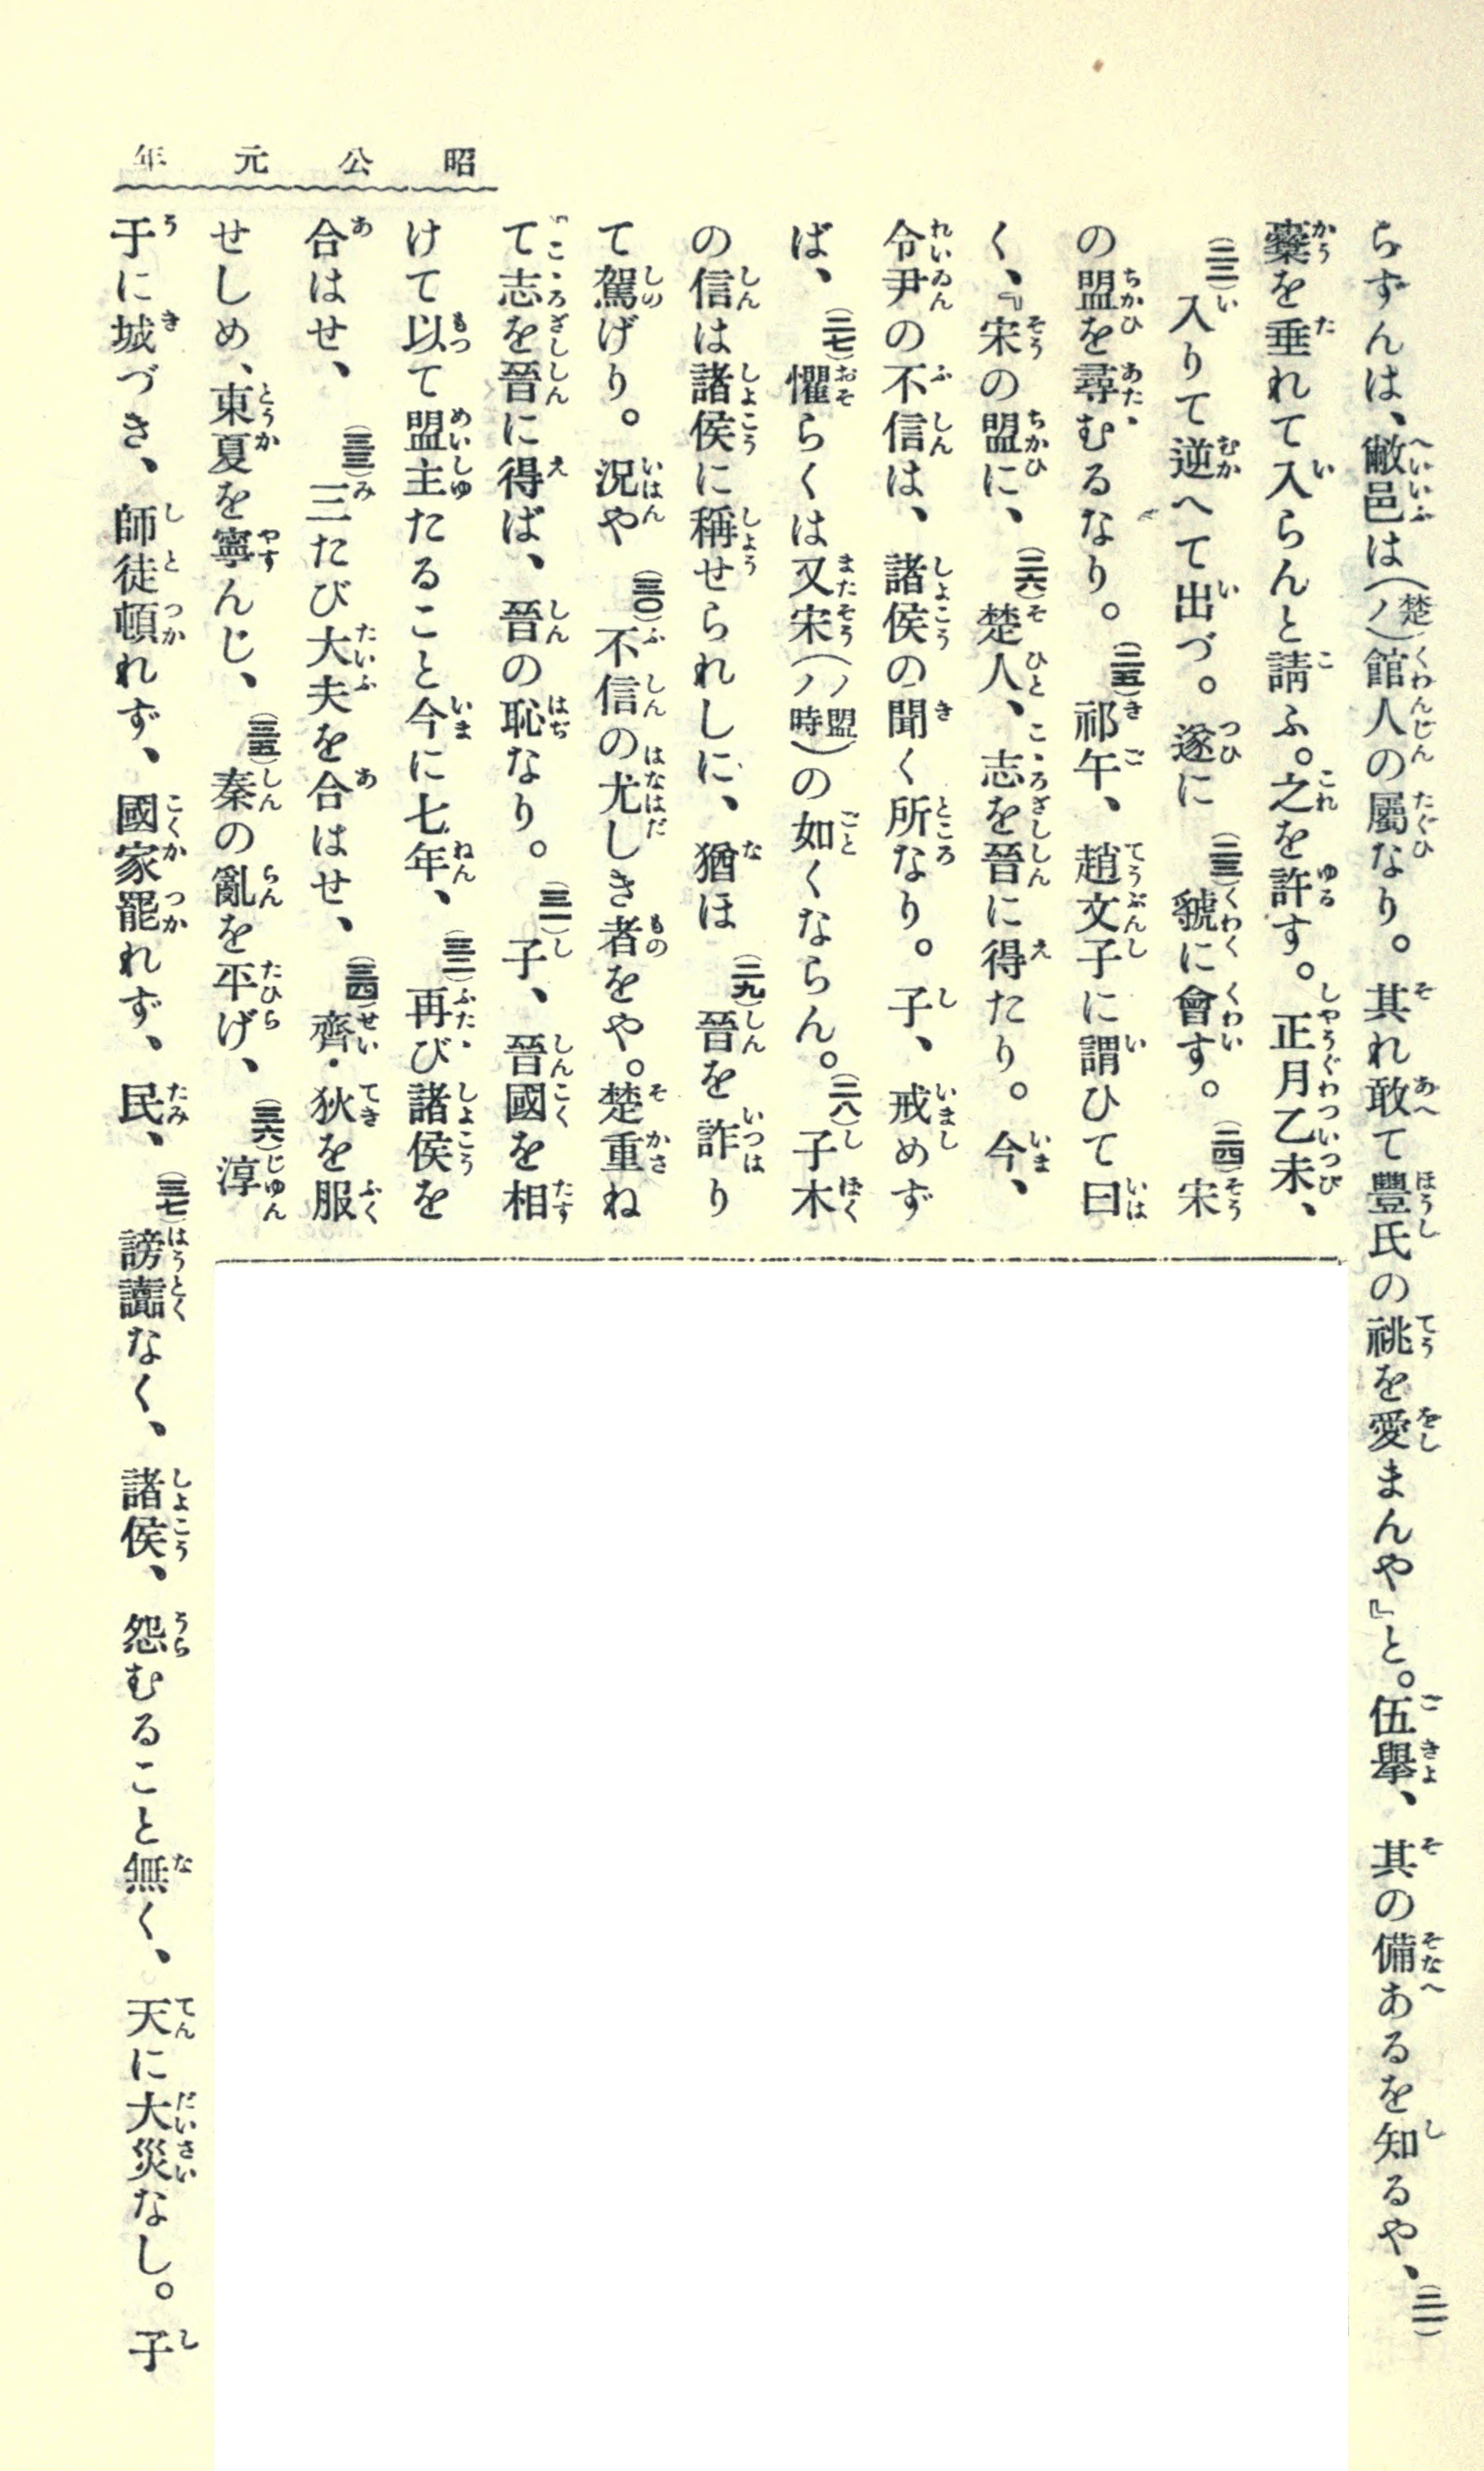 昭公元年
らずんは、敝邑は(楚ノ)館人の屬なり。其れ敢て豐氏の祧を愛まんや』と。伍擧、其の備あるを知るや、(二一)
櫜を垂れて入らんと請ふ。之を許す。正月乙未、
(二二)入りて逆へて出づ。遂に(二三)虢に會す。(二四)宋
の盟を尋むるなり。(二五)祁午、趙文子に謂ひて曰
く、『宋の盟に、(二六)楚人、志を晉に得たり。今、
令尹の不信は、諸侯の聞く所なり。子、戒めず
ば、(二七)懼らくは又宋(ノ盟ノ時)の如くならん。(二八)子木
の信は諸侯に稱せられしに、猶ほ(二九)晉を詐り
て駕げり。況や(三〇)不信の尤しき者をや。楚重ね
て志を晉に得ば、晉の恥なり。(三一)子、晉國を相
けて以て盟主たること今に七年、(三二)再び諸侯を
合はせ、(三三)三たび大夫を合はせ、(三四)齊・狄を服
せしめ、東夏を寧んじ、(三五)秦の亂を平げ、(三六)淳
于に城づき、師徒頓れず、國家罷れず、民、(三七)謗讟なく、諸侯、怨むること無く、天に大災なし。子